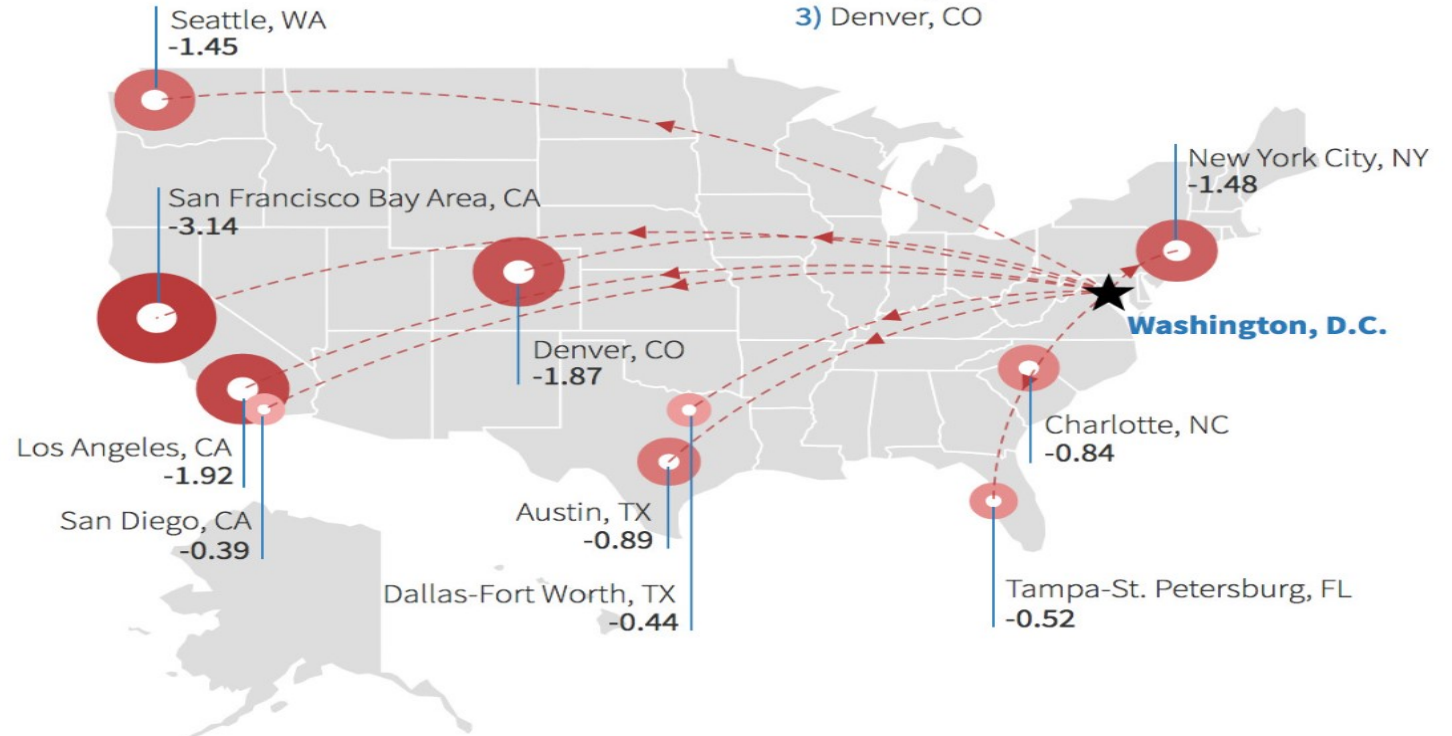 Seattle, WA
-1.45
3) Denver, CO
New York City, NY
-1.48
San Francisco Bay Area, CA
-3.14
Washington, D.C.
Denver, CO
-1.87
Charlotte, NC
-0.84
Los Angeles, CA
-1.92
San Diego, CA
-0.39
Austin, TX
-0.89
Dallas-Fort Worth, TX
-0.44
Tampa-St. Petersburg, FL
-0.52